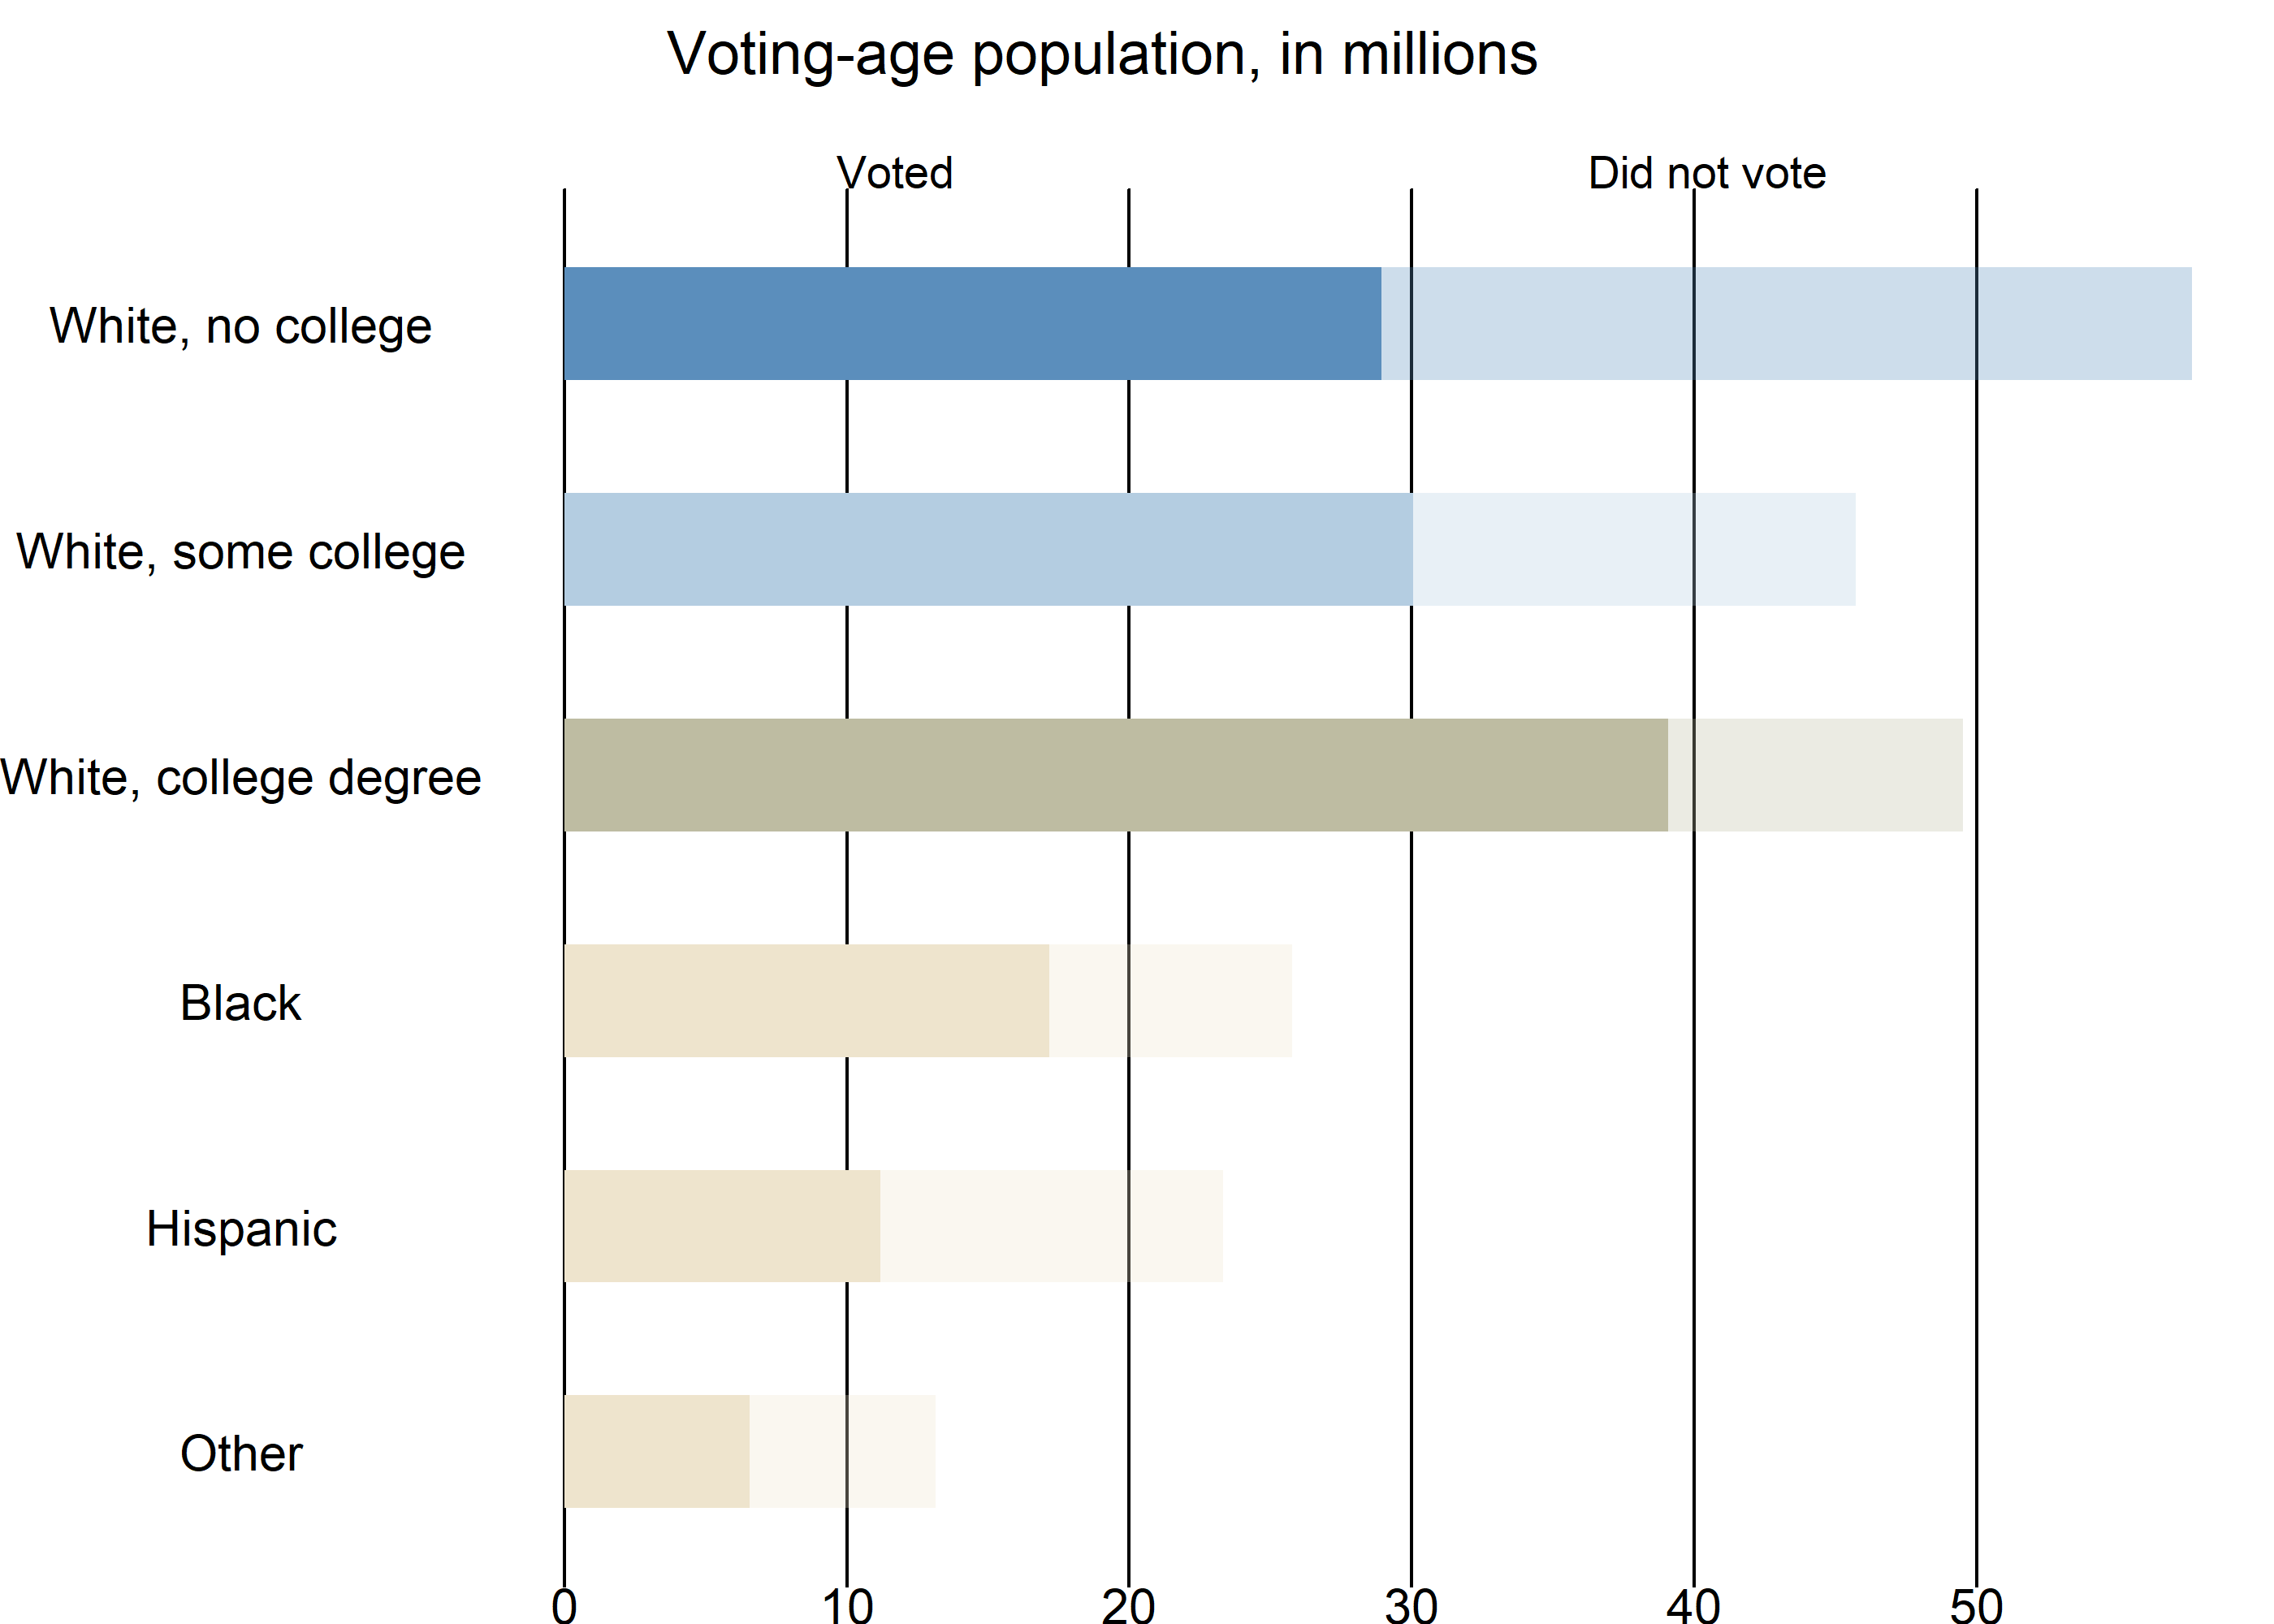 Voting-age population, in millions
Voted
Did not vote
White, no college
White, some college
White, college degree
Black
Hispanic
Other
0 10 20 30 40 50